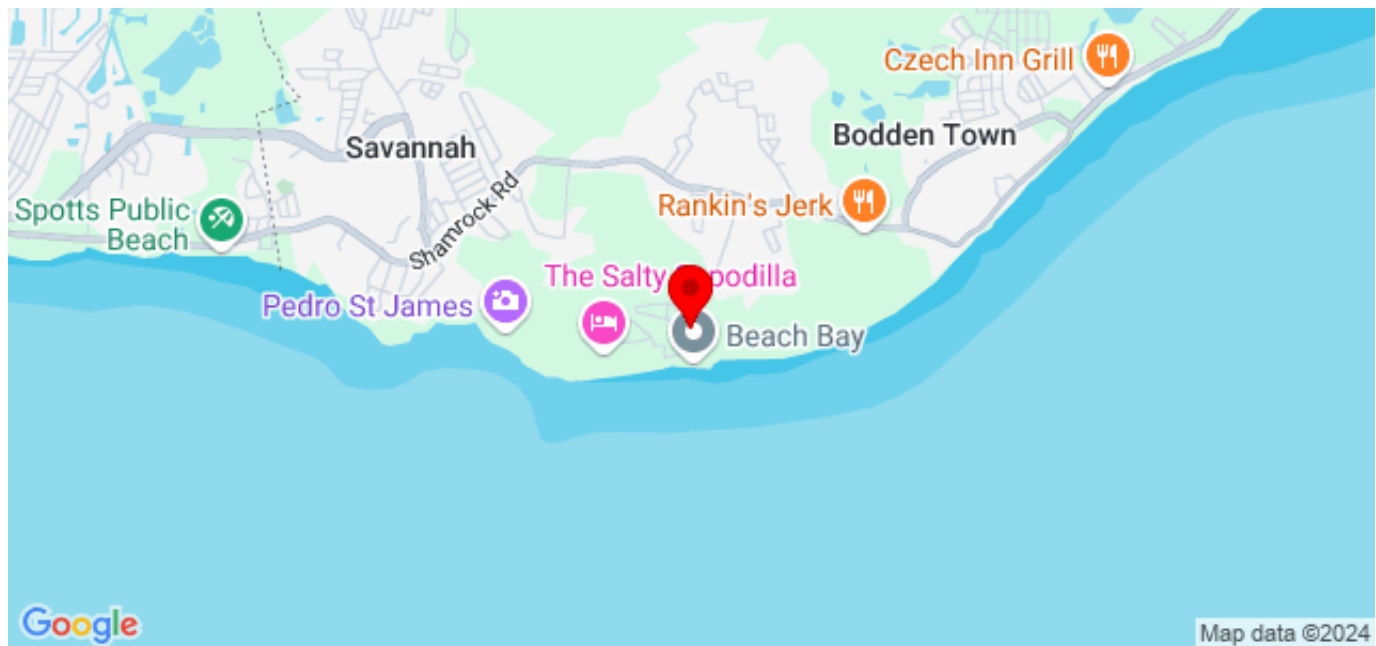 Czech Inn Grill
Bodden Town
Savannah
Rankin's Jerk
Spotts Public
Beach
Shamrock Rd
The Salty
Pedro St James
Beach Bay
Google
Map data ©2024